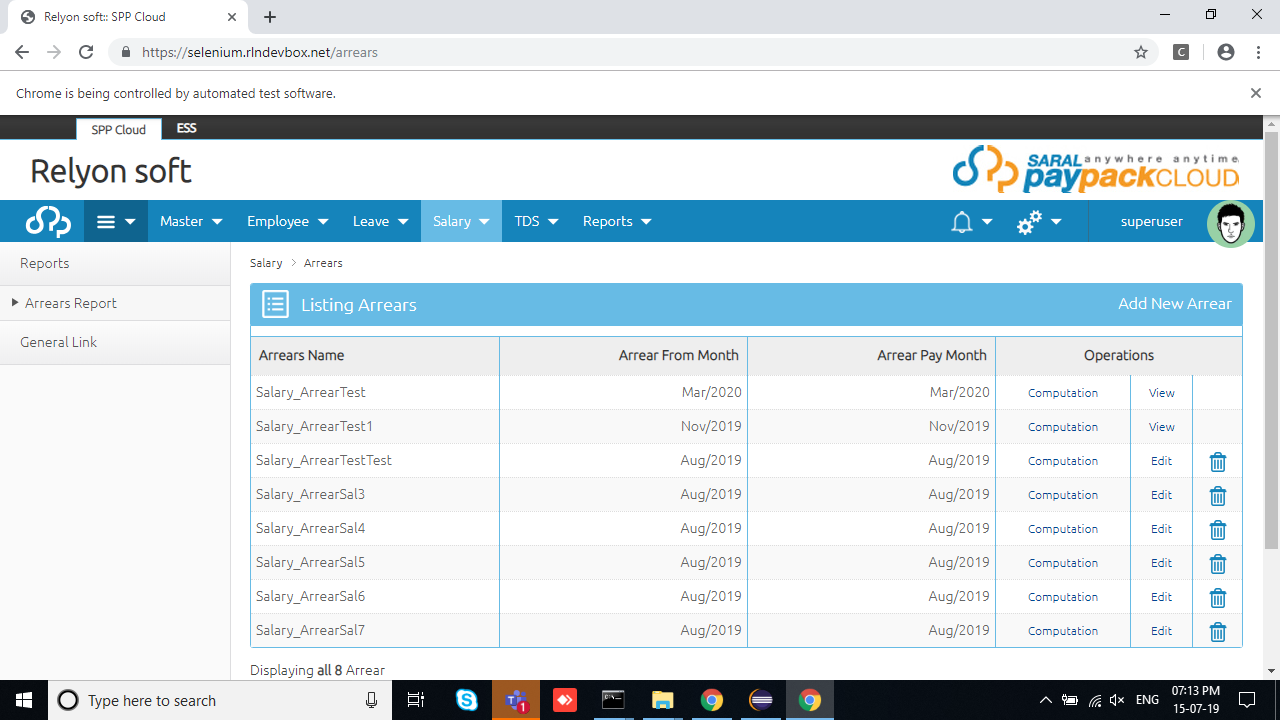 Relyon soft:: SPP Cloud
https://selenium.rlndevbox.net/arrears
C
Chrome is being controlled by automated test software.
SPP Cloud ESS
Relyon soft
SARAL anywhere anytime
paypackCLOUD
Master Employee Leave Salary TDS Reports superuser
Reports
Arrears Report
General Link
Salary > Arrears
Listing Arrears Add New Arrear
Arrears Name Arrear From Month Arrear Pay Month Operations
Salary_ArrearTest Mar/2020 Mar/2020 Computation View
Salary_ArrearTest1 Nov/2019 Nov/2019 Computation View
Salary_ArrearTestTest Aug/2019 Aug/2019 Computation Edit
Salary_ArrearSal3 Aug/2019 Aug/2019 Computation Edit
Salary_ArrearSal4 Aug/2019 Aug/2019 Computation Edit
Salary_ArrearSal5 Aug/2019 Aug/2019 Computation Edit
Salary_ArrearSal6 Aug/2019 Aug/2019 Computation Edit
Salary_ArrearSal7 Aug/2019 Aug/2019 Computation Edit
Displaying all 8 Arrear
Type here to search
1
ENG
07:13 PM
15-07-19